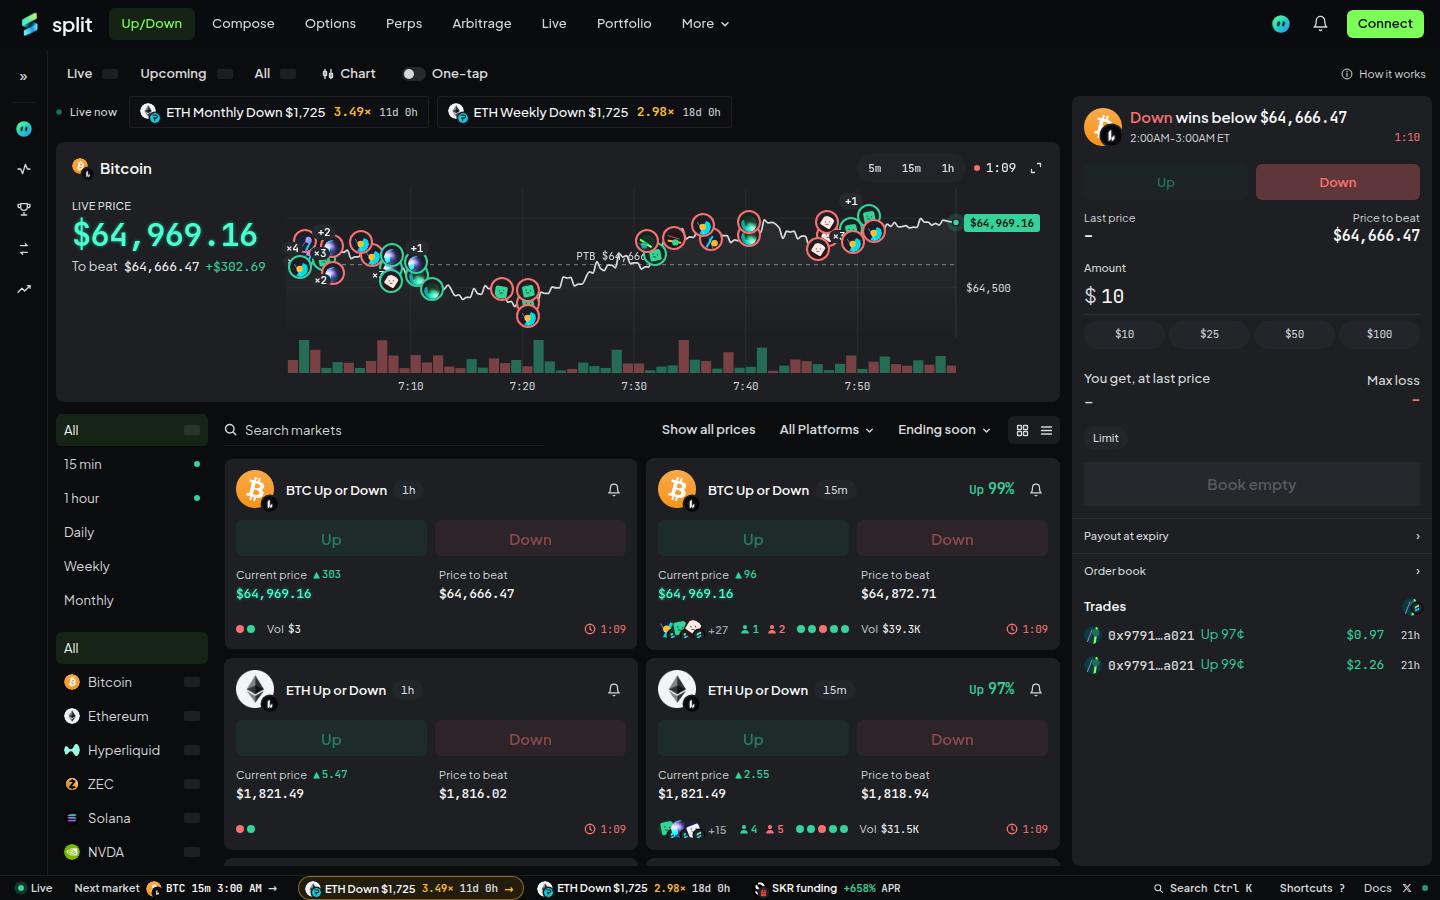 split
Up/Down
Compose
Options
Perps
Arbitrage
Live
Portfolio
More
Connect
»
Live
Upcoming
All
Chart
One-tap
How it works
Live now
ETH Monthly Down $1,725 3.49× 11d 0h
ETH Weekly Down $1,725 2.98× 18d 0h
Bitcoin
5m
15m
1h
1:09
LIVE PRICE
$64,969.16
To beat $64,666.47 +$302.69
×4
+2
×3
×2
+1
+1
PTB
$64,969.16
$64,500
7:10
7:20
7:30
7:40
7:50
Down wins below $64,666.47
2:00AM-3:00AM ET
1:10
Up
Down
Last price
Price to beat
–
$64,666.47
Amount
$ 10
$10
$25
$50
$100
You get, at last price
Max loss
–
–
Limit
Book empty
Payout at expiry ›
Order book ›
Trades
0x9791…a021 Up 97¢ $0.97 21h
0x9791…a021 Up 99¢ $2.26 21h
All
15 min
1 hour
Daily
Weekly
Monthly
All
Bitcoin
Ethereum
Hyperliquid
ZEC
Solana
NVDA
Search markets
Show all prices
All Platforms
Ending soon
BTC Up or Down 1h
Up
Down
Current price ▲303
Price to beat
$64,969.16
$64,666.47
Vol $3
1:09
BTC Up or Down 15m
Up 99%
Up
Down
Current price ▲96
Price to beat
$64,969.16
$64,872.71
+27
1
2
Vol $39.3K
1:09
ETH Up or Down 1h
Up
Down
Current price ▲5.47
Price to beat
$1,821.49
$1,816.02
1:09
ETH Up or Down 15m
Up 97%
Up
Down
Current price ▲2.55
Price to beat
$1,821.49
$1,818.94
+15
4
5
Vol $31.5K
1:09
Live
Next market BTC 15m 3:00 AM →
ETH Down $1,725 3.49× 11d 0h →
ETH Down $1,725 2.98× 18d 0h
SKR funding +658% APR
Search Ctrl K
Shortcuts ?
Docs